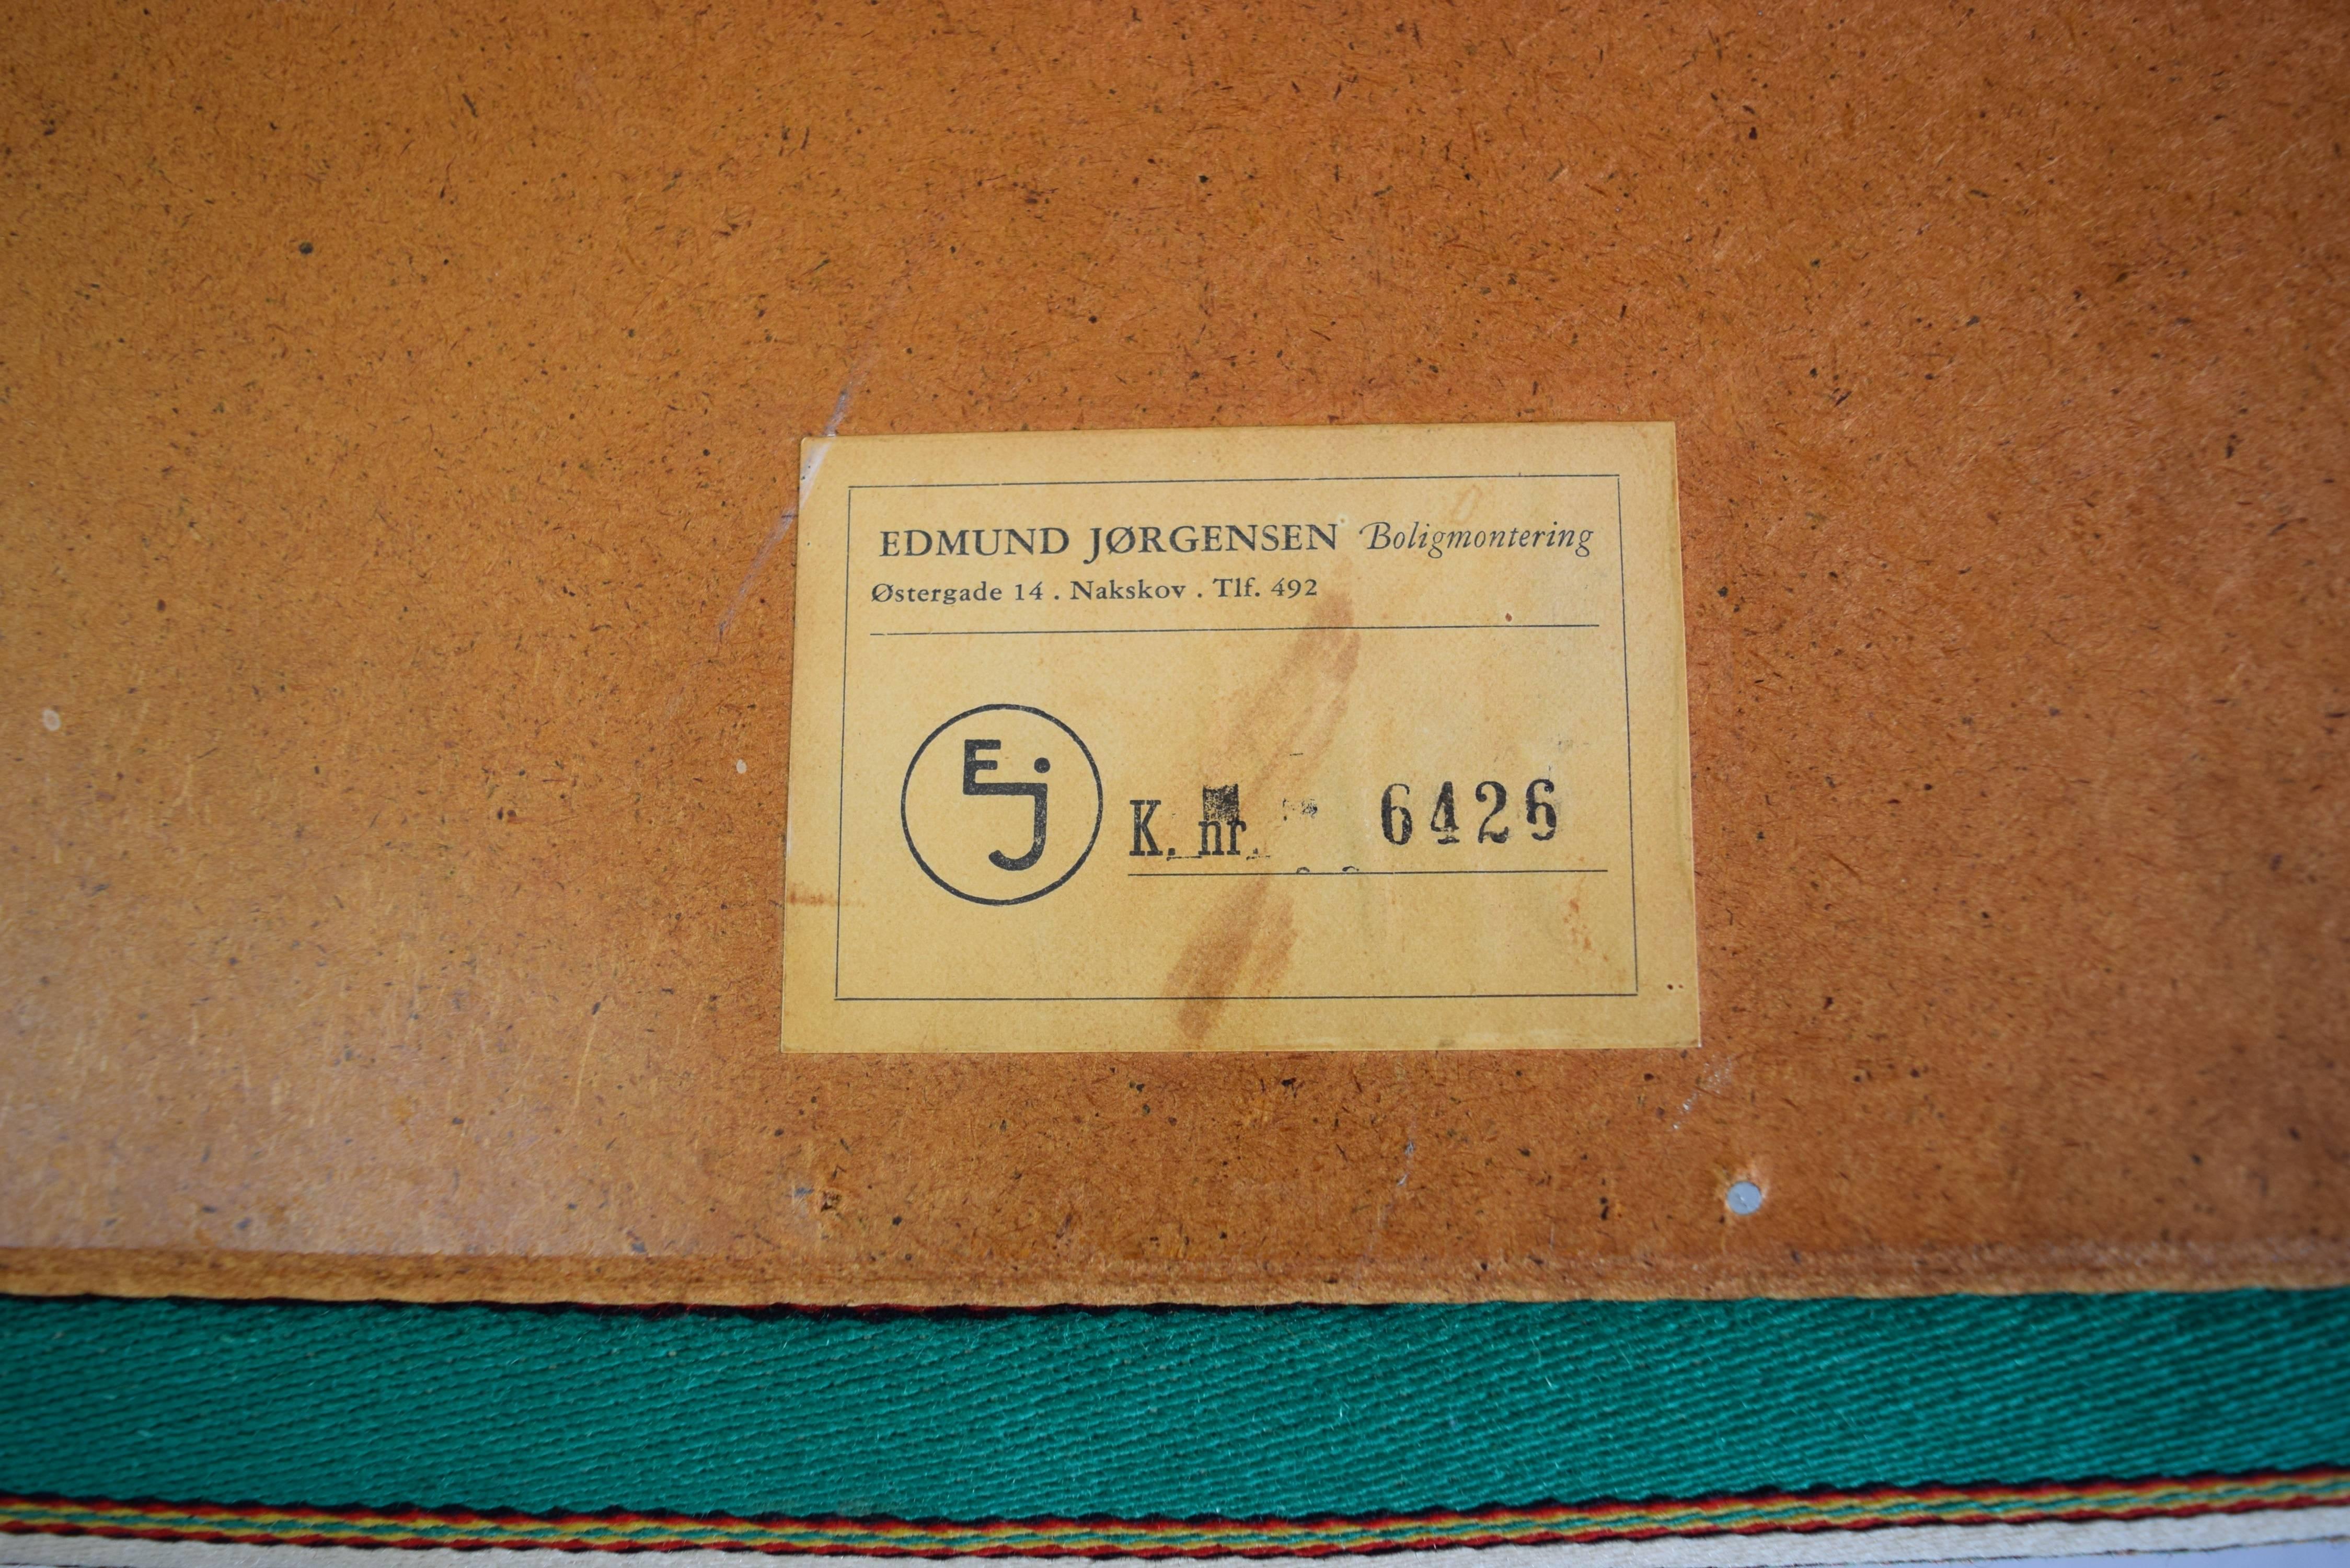 EDMUND JØRGENSEN Boligmontering
Østergade 14 . Nakskov . Tlf. 492
Ej
K. nr. 6426